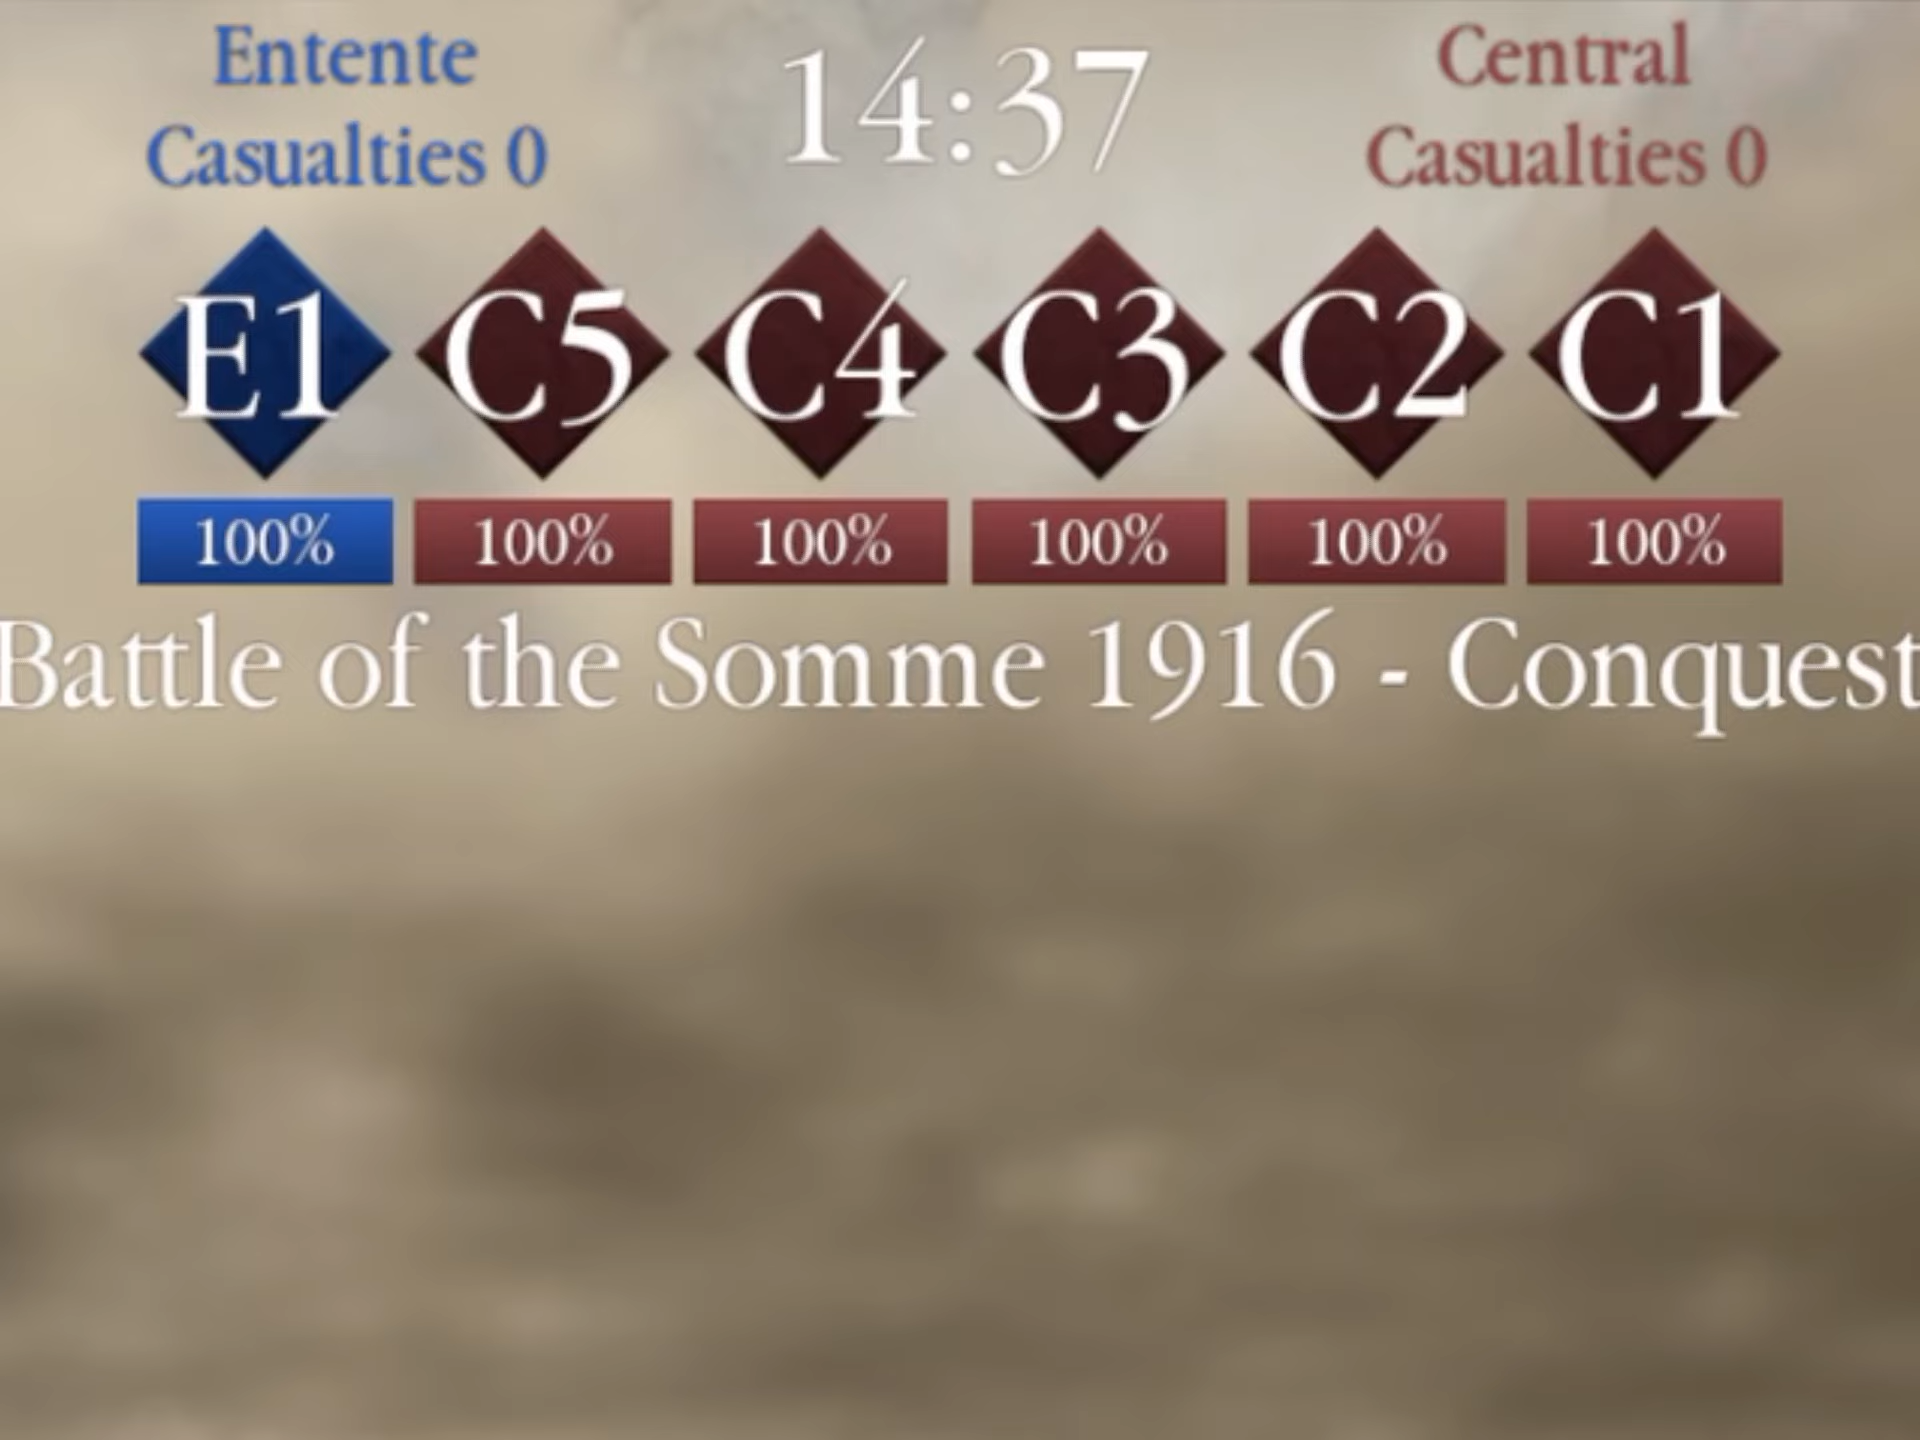 Entente
Casualties 0
14:37
Central
Casualties 0
E1 C5 C4 C3 C2 C1
100% 100% 100% 100% 100% 100%
Battle of the Somme 1916 - Conquest